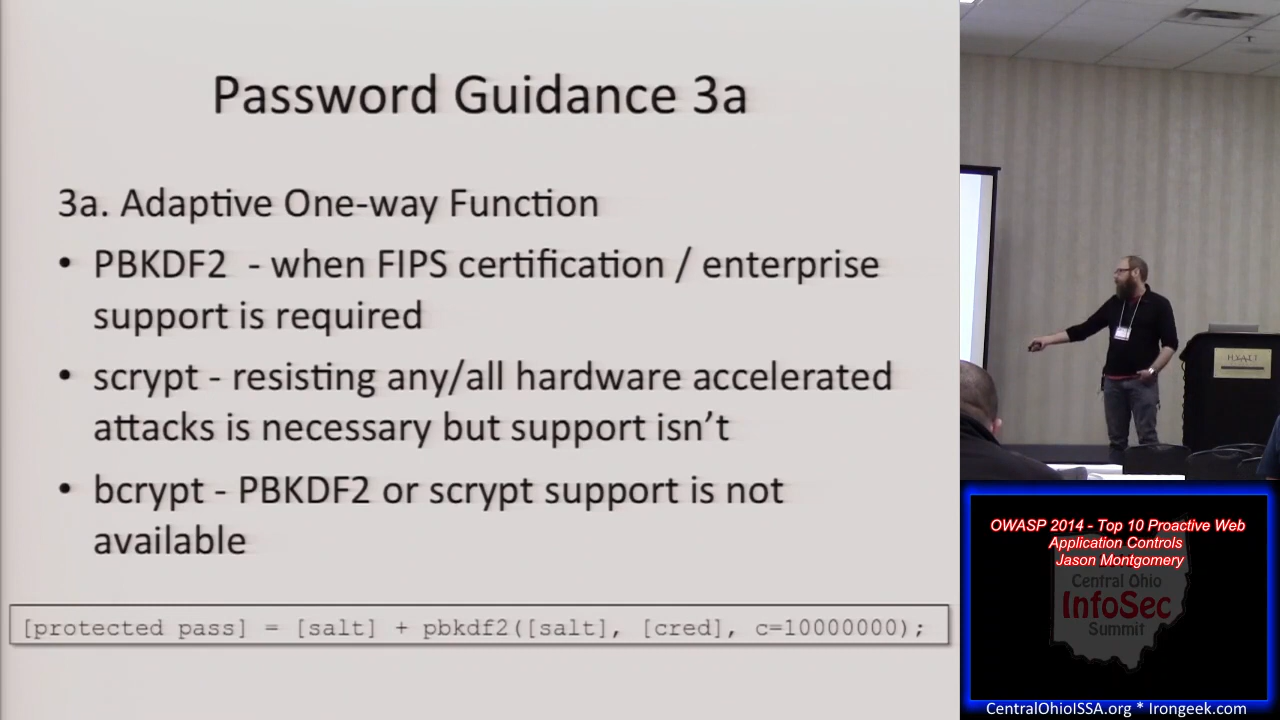 Password Guidance 3a
3a. Adaptive One-way Function
• PBKDF2 - when FIPS certification / enterprise
support is required
• scrypt - resisting any/all hardware accelerated
attacks is necessary but support isn't
• bcrypt - PBKDF2 or scrypt support is not
available
[protected pass] = [salt] + pbkdf2([salt], [cred], c=10000000);
HYATT
OWASP 2014 - Top 10 Proactive Web
Application Controls
Jason Montgomery
Central Ohio
InfoSec
Summit
CentralOhioISSA.org * Irongeek.com